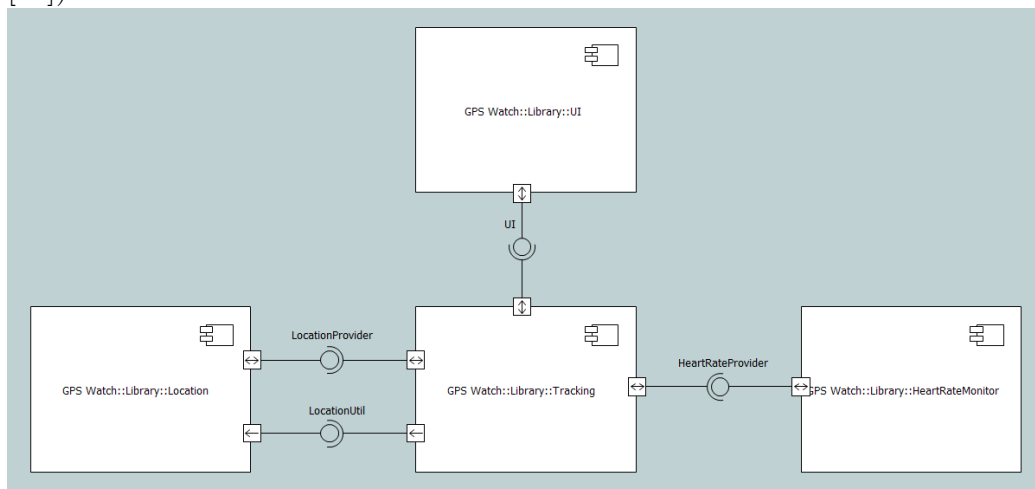 GPS Watch::Library::UI
UI
LocationProvider
HeartRateProvider
GPS Watch::Library::Location
GPS Watch::Library::Tracking
GPS Watch::Library::HeartRateMonitor
LocationUtil